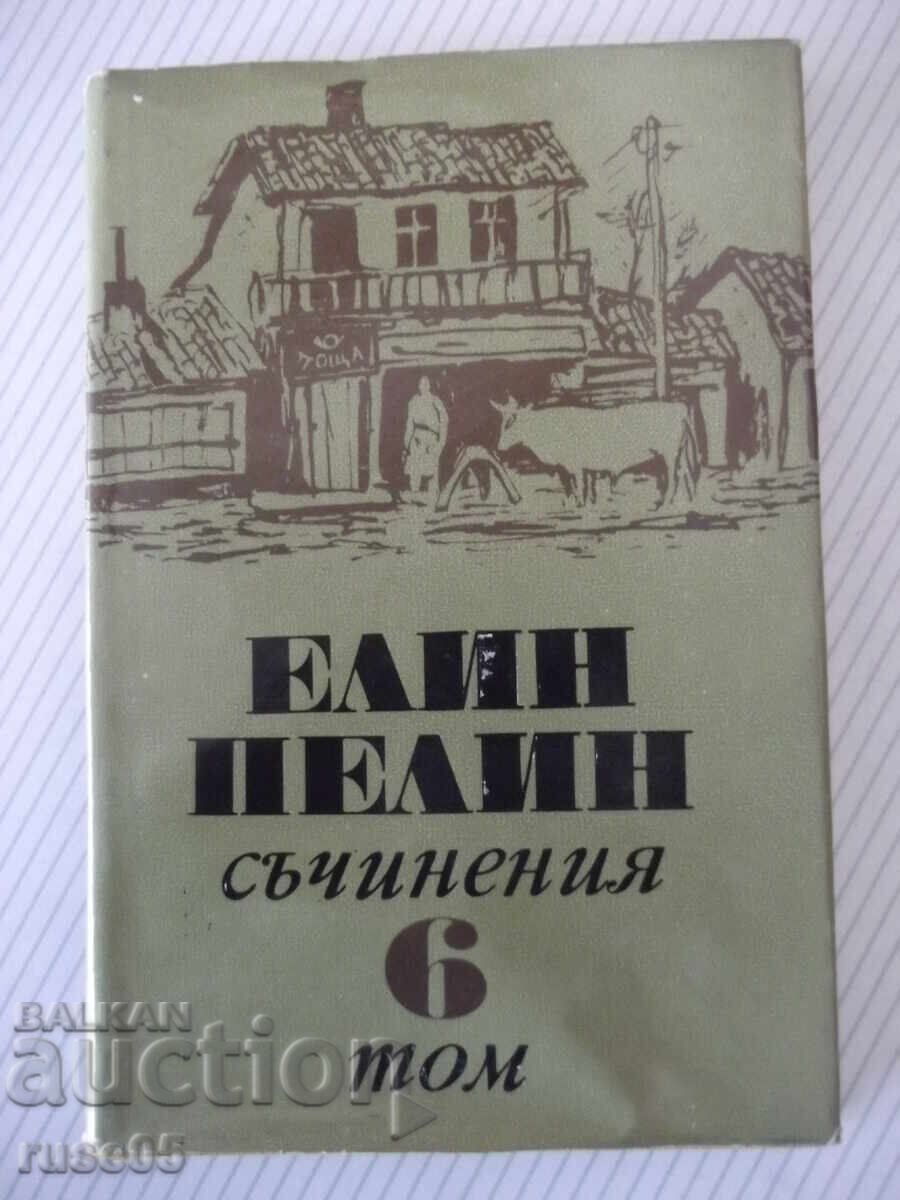 ПОЩА
ЕЛИН
ПЕЛИН
съчинения
6
том
BALKAN
auction
ruse05